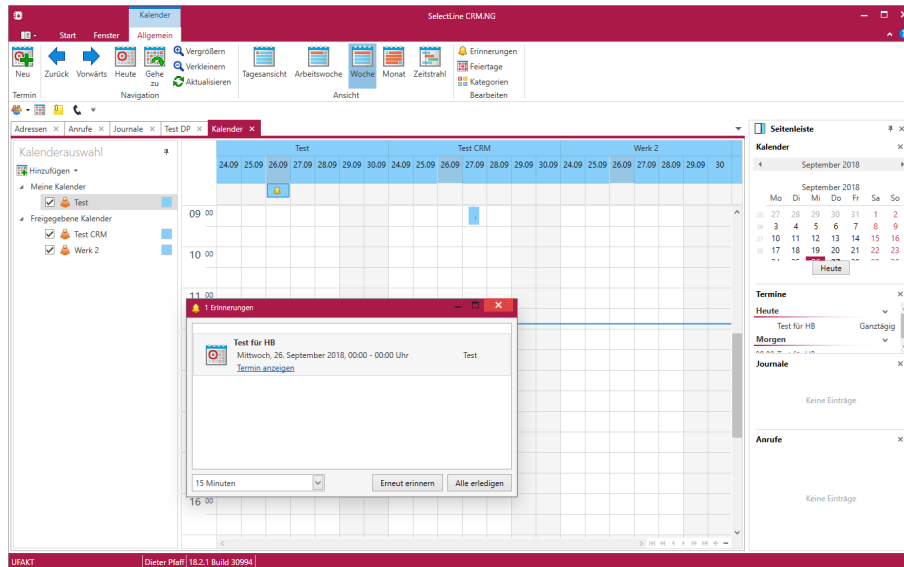 Kalender
SelectLine CRM.NG
Start Fenster Allgemein
Neu
Termin
Zurück Vorwärts Heute Gehe zu
Vergrößern
Verkleinern
Aktualisieren
Navigation
Tagesansicht Arbeitswoche Woche Monat Zeitstrahl
Ansicht
Erinnerungen
Feiertage
Kategorien
Bearbeiten
Adressen × Anrufe × Journale × Test DP × Kalender ×
Kalenderauswahl
Hinzufügen
Meine Kalender
Test
Freigegebene Kalender
Test CRM
Werk 2
Test Test CRM Werk 2
24.09 25.09 26.09 27.09 28.09 29.09 30.09 24.09 25.09 26.09 27.09 28.09 29.09 30.09 24.09 25.09 26.09 27.09 28.09 29.09 30
09 00
10 00
11 00
16 00
1 Erinnerungen
Test für HB
Mittwoch, 26. September 2018, 00:00 - 00:00 Uhr Test
Termin anzeigen
15 Minuten
Erneut erinnern
Alle erledigen
Seitenleiste
Kalender
September 2018
September 2018
Mo Di Mi Do Fr Sa So
27 28 29 30 31 1 2
3 4 5 6 7 8 9
10 11 12 13 14 15 16
17 18 19 20 21 22 23
Heute
Termine
Heute
Test für HB Ganztägig
Morgen
Journale
Keine Einträge
Anrufe
Keine Einträge
UFAKT Dieter Pfaff 18.2.1 Build 30994